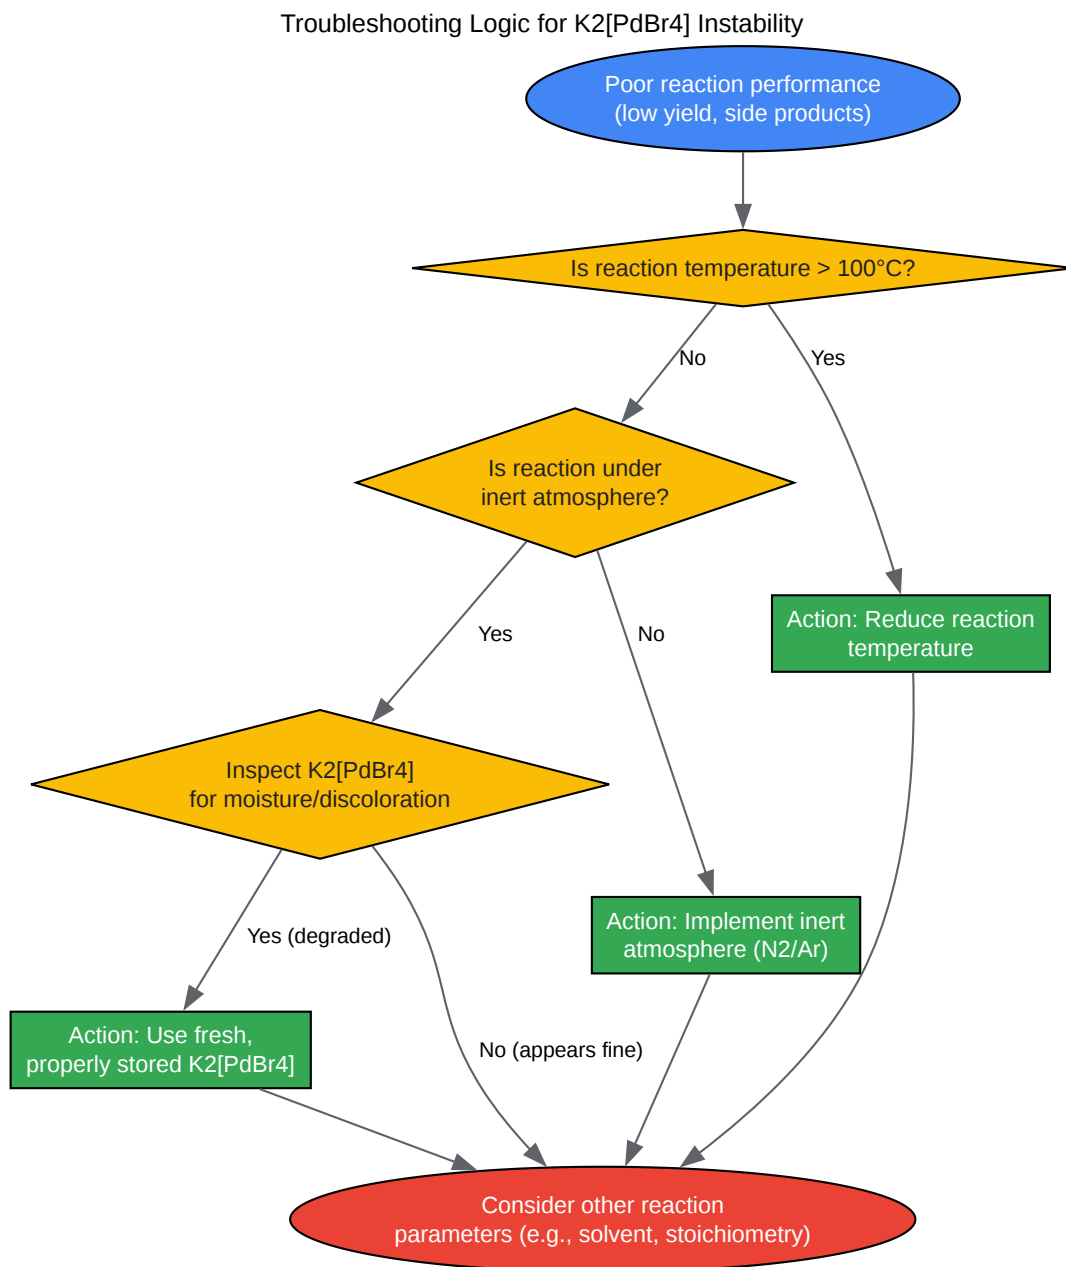 Troubleshooting Logic for K2[PdBr4] Instability
Poor reaction performance
(low yield, side products)
Is reaction temperature > 100°C?
No
Yes
Is reaction under
inert atmosphere?
Yes
No
Action: Reduce reaction
temperature
Inspect K2[PdBr4]
for moisture/discoloration
Yes (degraded)
Action: Implement inert
atmosphere (N2/Ar)
Action: Use fresh,
properly stored K2[PdBr4]
No (appears fine)
Consider other reaction
parameters (e.g., solvent, stoichiometry)